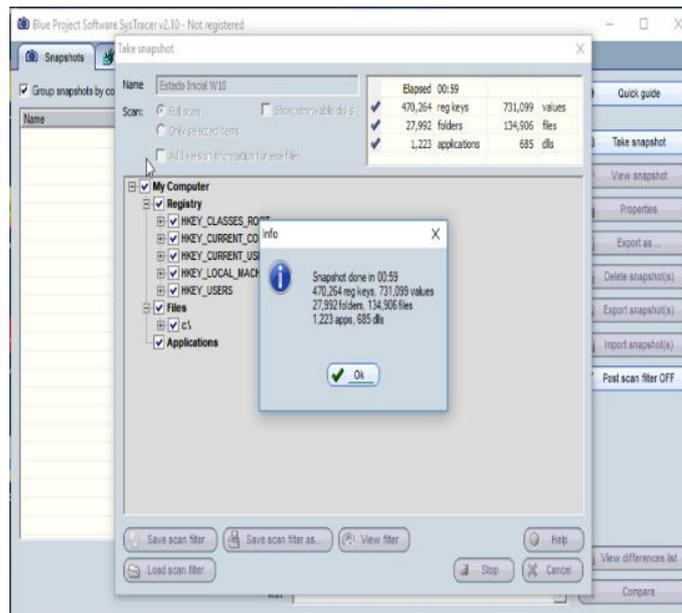 Blue Project Software SysTracer v2.10 - Not registered
Snapshots
Group snapshots by co
Name
Take snapshot
Name Estado Inicial W10
Scan: Full scan Show removable disks
Only selected items
Add version information for exe files
Elapsed 00:59
470,264 reg keys 731,099 values
27,992 folders 134,906 files
1,223 applications 685 dlls
My Computer
Registry
HKEY_CLASSES_ROOT
HKEY_CURRENT_CO
HKEY_CURRENT_USE
HKEY_LOCAL_MACH
HKEY_USERS
Files
c:\
Applications
Info
Snapshot done in 00:59
470,264 reg keys, 731,099 values
27,992 folders, 134,906 files
1,223 apps, 685 dlls
Ok
Save scan filter
Save scan filter as...
View filter
Help
Load scan filter
Stop
Cancel
Quick guide
Take snapshot
View snapshot
Properties
Export as ...
Delete snapshot(s)
Export snapshot(s)
Import snapshot(s)
Post scan filter OFF
View differences list
Compare